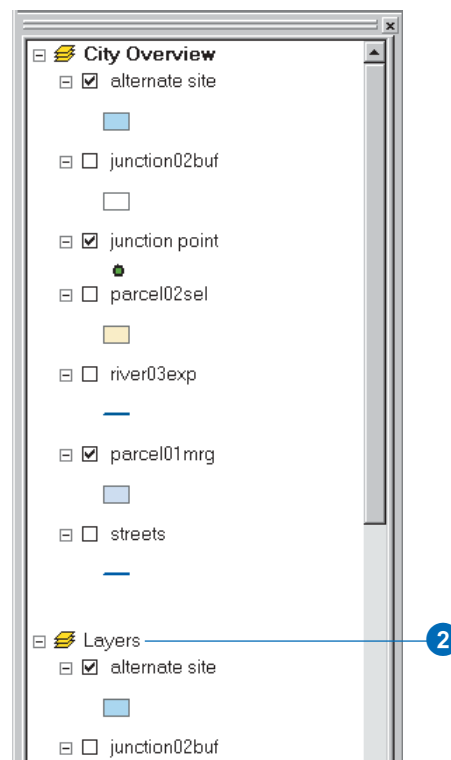 City Overview
alternate site
junction02buf
junction point
parcel02sel
river03exp
parcel01mrg
streets
Layers
2
alternate site
junction02buf